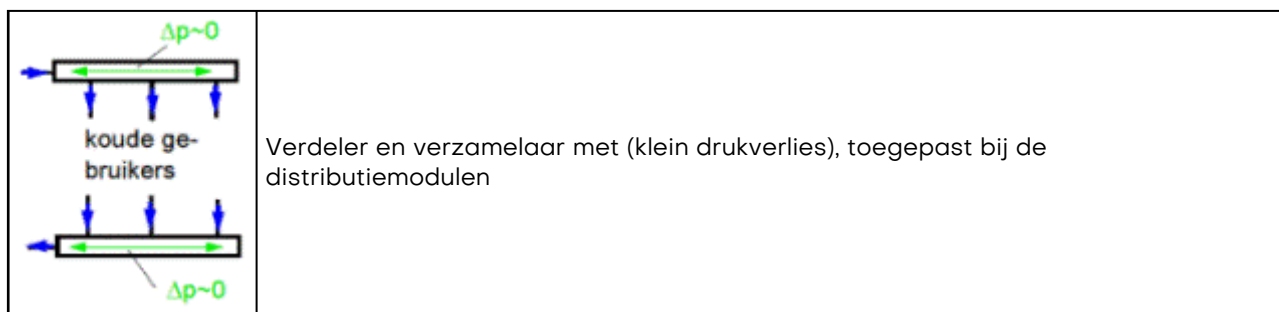 Δp~0
koude ge-
bruikers
Δp~0
Verdeler en verzamelaar met (klein drukverlies), toegepast bij de
distributiemodulen